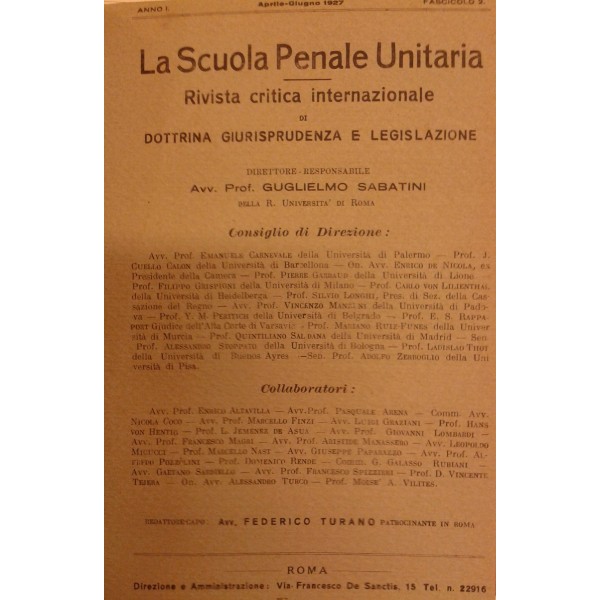 ANNO I.
Aprile-Giugno 1927
FASCICOLO 2.
La Scuola Penale Unitaria
Rivista critica internazionale
DI
DOTTRINA GIURISPRUDENZA E LEGISLAZIONE
DIRETTORE-RESPONSABILE
Avv. Prof. GUGLIELMO SABATINI
DELLA R. UNIVERSITA' DI ROMA
Consiglio di Direzione :
Avv. Prof. EMANUELE CARNEVALE della Università di Palermo — Prof. J.
CUELLO CALON della Università di Barcellona — On. Avv. ENRICO DE NICOLA, ex
Presidente della CAMERA — Prof. PIERRE GARRAUD della Università di Lione —
Prof. FILIPPO GRISPIGNI della Università di Milano — Prof. CARLO VON LILIENTHAL
della Università di Heidelberga — Prof. SILVIO LONGHI, Pres. di Sez. della Cas-
sazione del Regno — Avv. Prof. VINCENZO MANZINI della Università di Pado-
va — Prof. Y. M. PERITSCH della Università di Belgrado — Prof. E. S. RAPPA-
PORT Giudice dell'Alta Corte di Varsavia — Prof. MARIANO RUIZ-FUNES della Univer
sità di Murcia — Prof. QUINTILIANO SALDANA della Università di Madrid — Sen.
Prof. ALESSANDRO STOPPATO della Università di Bologna — Prof. LADISLAO THOT
della Università di Buenos Ayres —Sen. Prof. ADOLFO ZERBOGLIO della Uni
versità di Pisa.
Collaboratori :
Avv. Prof. ENRICO ALTAVILLA — Avv. Prof. PASQUALE ARENA — Comm. Avv.
NICOLA COCO — Avv. Prof. MARCELLO FINZI — Avv. LUIGI GRAZIANI — Prof. HANS
VON HENTIG — Prof. L. JIMENEZ DE ASUA — Avv. Prof. GIOVANNI LOMBARDI —
Avv. Prof. FRANCESCO MAGRI — Avv. Prof. ARISTIDE MANASSERO — Avv. LEOPOLDO
MICUCCI — Prof. MARCELLO NAST — Avv. GIUSEPPE PAPARAZZO — Avv. Prof. AL-
FREDO POLZOLINI — Prof. DOMENICO RENDE — Comm. G. GALASSO RUBIANI —
Avv. GAETANO SARDIELLO — Avv. Prof. FRANCESCO SPEZZINI — Prof. D. VINCENTE
TEJERA — On. Avv. ALESSANDRO TURCO — Prof. MOISE' A. VILITES.
REDATTORE-CAPO: Avv. FEDERICO TURANO PATROCINANTE IN ROMA
ROMA
Direzione e Amministrazione : Via Francesco De Sanctis, 15 Tel. n. 22916